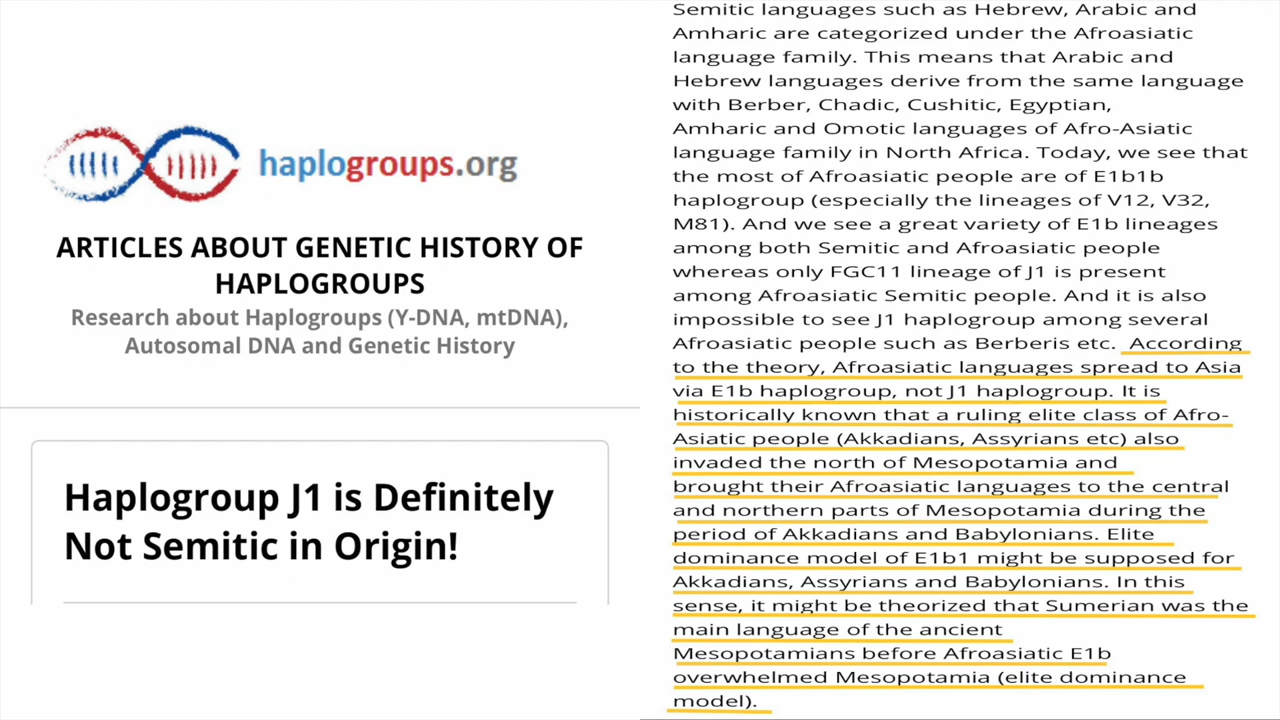 haplogroups.org
ARTICLES ABOUT GENETIC HISTORY OF
HAPLOGROUPS
Research about Haplogroups (Y-DNA, mtDNA),
Autosomal DNA and Genetic History
Haplogroup J1 is Definitely
Not Semitic in Origin!
Semitic languages such as Hebrew, Arabic and
Amharic are categorized under the Afroasiatic
language family. This means that Arabic and
Hebrew languages derive from the same language
with Berber, Chadic, Cushitic, Egyptian,
Amharic and Omotic languages of Afro-Asiatic
language family in North Africa. Today, we see that
the most of Afroasiatic people are of E1b1b
haplogroup (especially the lineages of V12, V32,
M81). And we see a great variety of E1b lineages
among both Semitic and Afroasiatic people
whereas only FGC11 lineage of J1 is present
among Afroasiatic Semitic people. And it is also
impossible to see J1 haplogroup among several
Afroasiatic people such as Berberis etc. According
to the theory, Afroasiatic languages spread to Asia
via E1b haplogroup, not J1 haplogroup. It is
historically known that a ruling elite class of Afro-
Asiatic people (Akkadians, Assyrians etc) also
invaded the north of Mesopotamia and
brought their Afroasiatic languages to the central
and northern parts of Mesopotamia during the
period of Akkadians and Babylonians. Elite
dominance model of E1b1 might be supposed for
Akkadians, Assyrians and Babylonians. In this
sense, it might be theorized that Sumerian was the
main language of the ancient
Mesopotamians before Afroasiatic E1b
overwhelmed Mesopotamia (elite dominance
model).